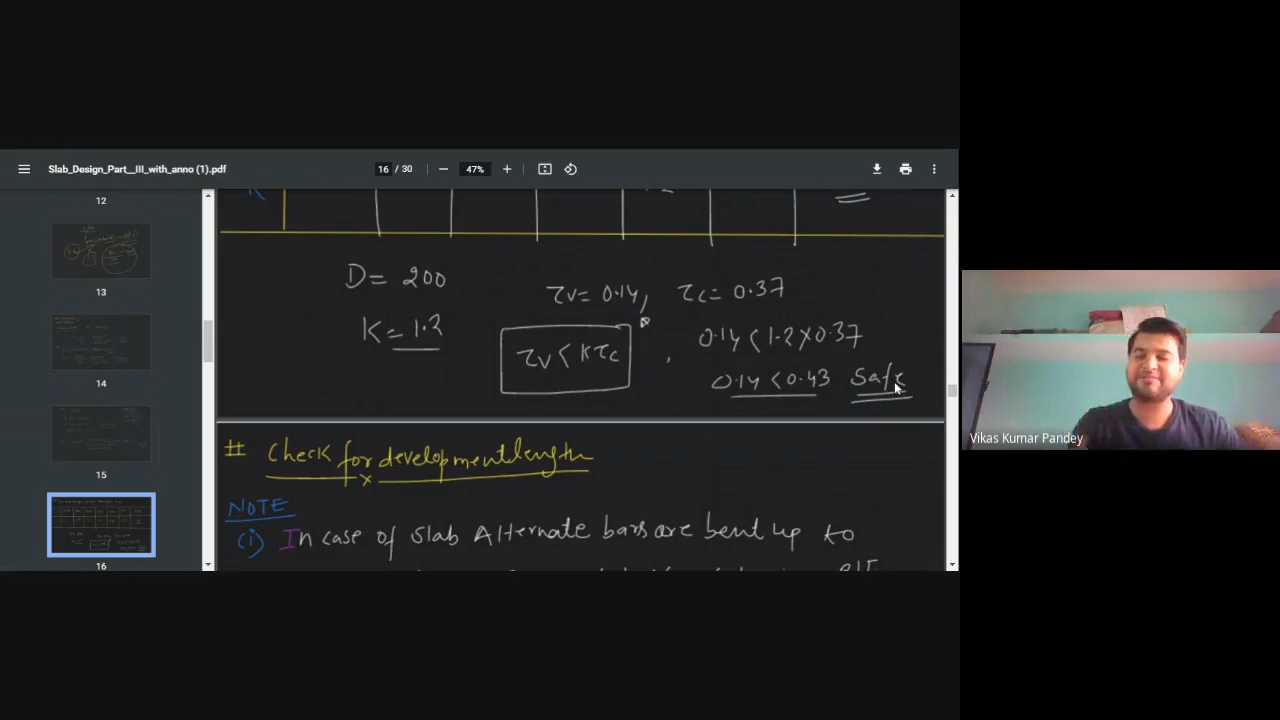 Slab_Design_Part__III_with_anno (1).pdf
16 / 30
47%
12
13
14
15
16
K
D = 200
K = 1.2
τv = 0.14, τc = 0.37
τv < Kτc
0.14 < 1.2 × 0.37
0.14 < 0.43 Safe
# Check for development length
NOTE
(i) In case of slab Alternate bars are bent up to
Vikas Kumar Pandey